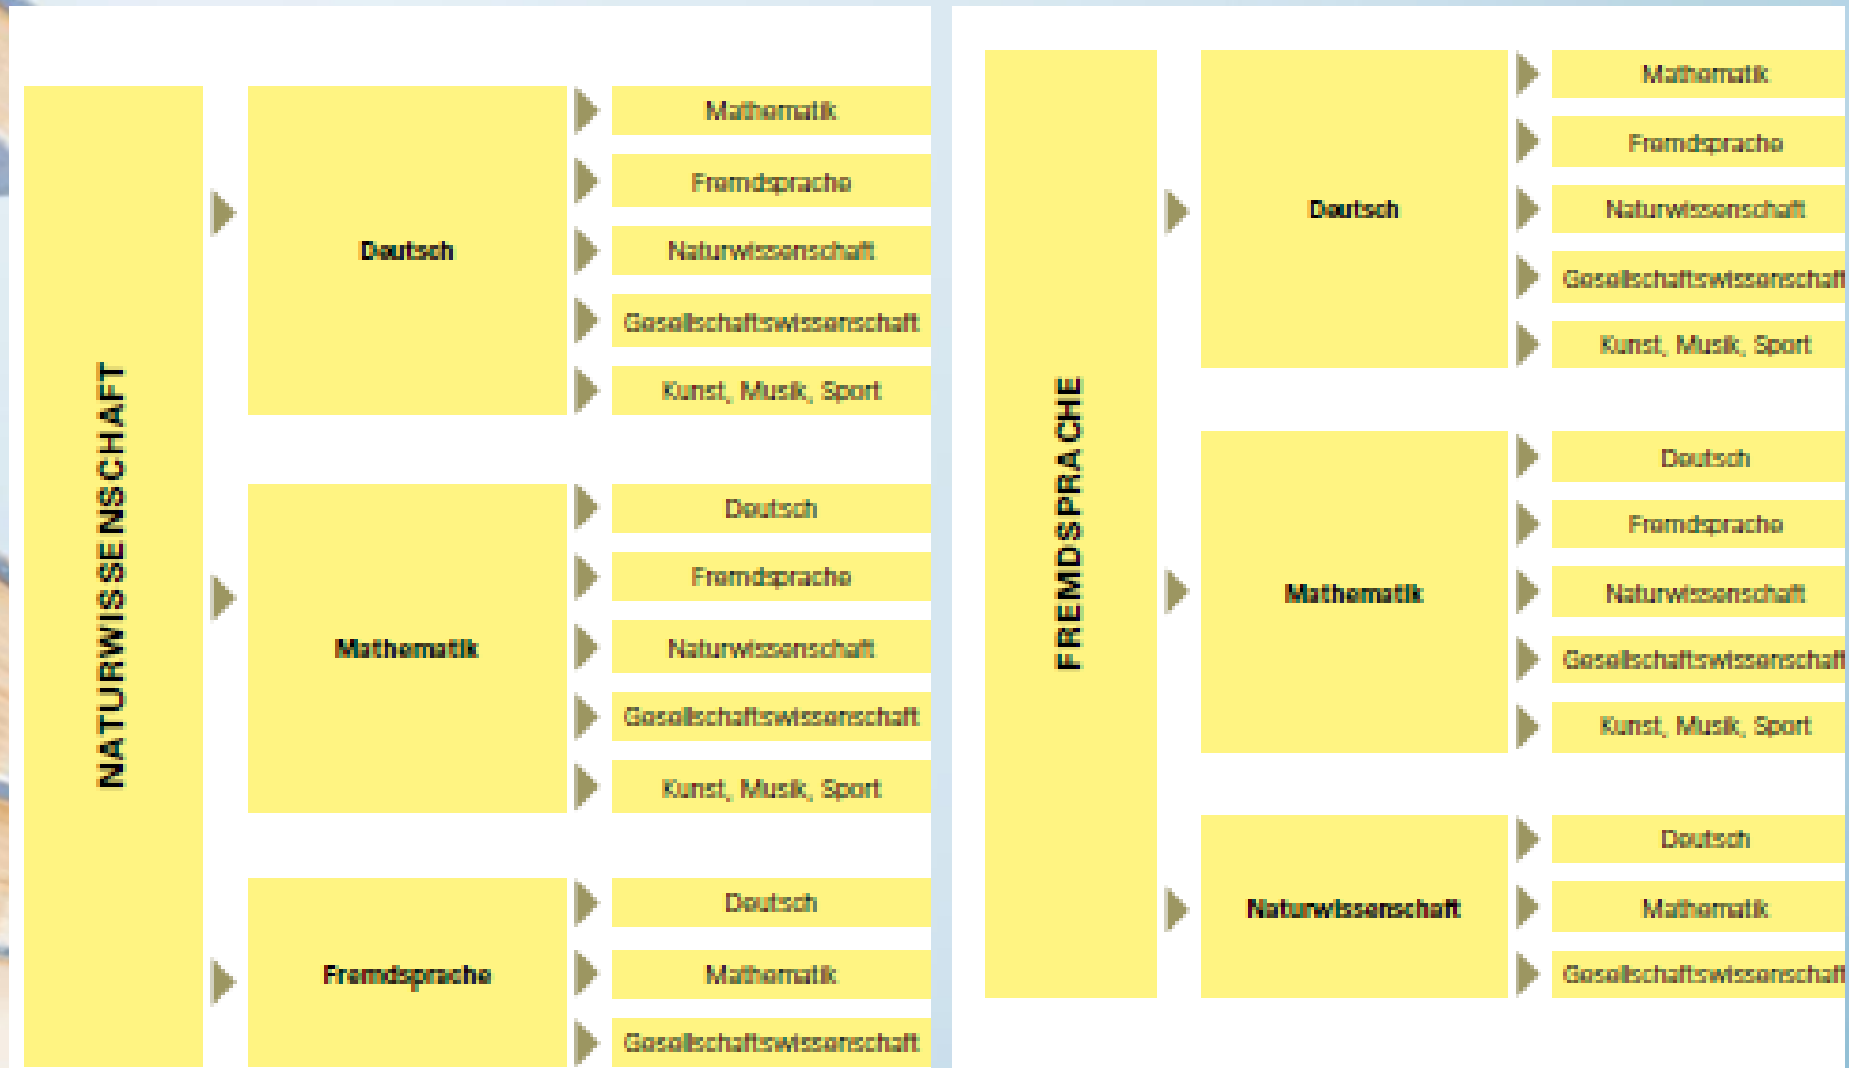 NATURWISSENSCHAFT
Deutsch
Mathematik
Fremdsprache
Naturwissenschaft
Gesellschaftswissenschaft
Kunst, Musik, Sport
Mathematik
Deutsch
Fremdsprache
Naturwissenschaft
Gesellschaftswissenschaft
Kunst, Musik, Sport
Fremdsprache
Deutsch
Mathematik
Gesellschaftswissenschaft
FREMDSPRACHE
Deutsch
Mathematik
Fremdsprache
Naturwissenschaft
Gesellschaftswissenschaft
Kunst, Musik, Sport
Mathematik
Deutsch
Fremdsprache
Naturwissenschaft
Gesellschaftswissenschaft
Kunst, Musik, Sport
Naturwissenschaft
Deutsch
Mathematik
Gesellschaftswissenschaft